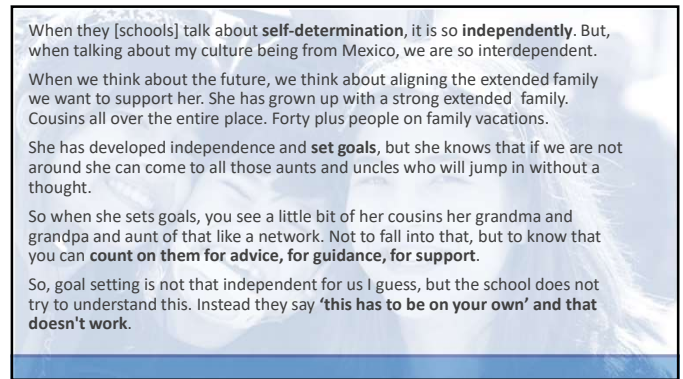 When they [schools] talk about self-determination, it is so independently. But,
when talking about my culture being from Mexico, we are so interdependent.
When we think about the future, we think about aligning the extended family
we want to support her. She has grown up with a strong extended family.
Cousins all over the entire place. Forty plus people on family vacations.
She has developed independence and set goals, but she knows that if we are not
around she can come to all those aunts and uncles who will jump in without a
thought.
So when she sets goals, you see a little bit of her cousins her grandma and
grandpa and aunt of that like a network. Not to fall into that, but to know that
you can count on them for advice, for guidance, for support.
So, goal setting is not that independent for us I guess, but the school does not
try to understand this. Instead they say ‘this has to be on your own’ and that
doesn't work.